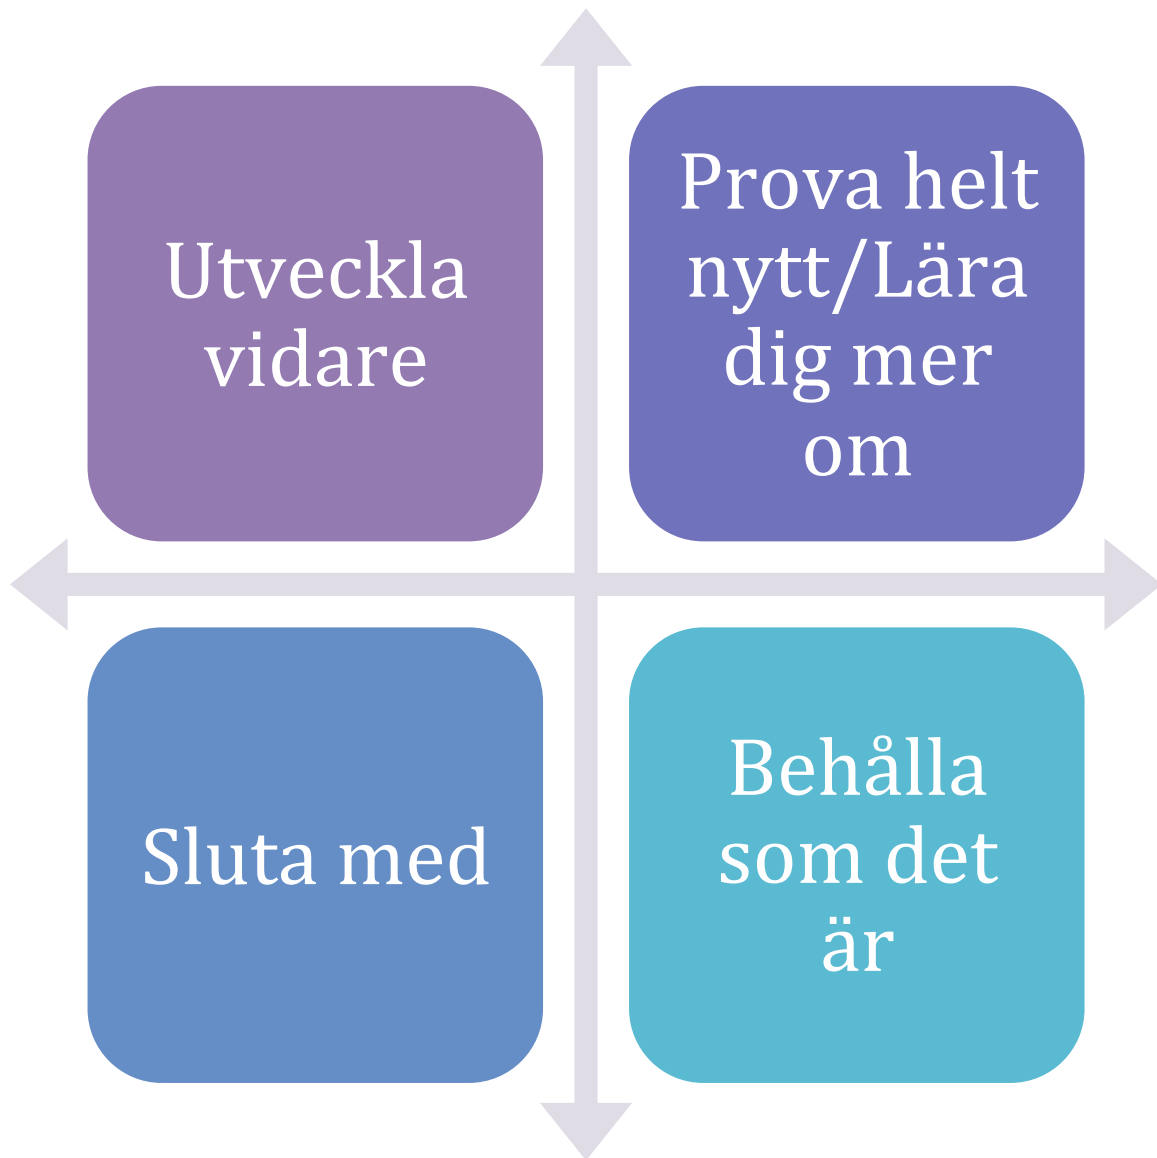 Utveckla
vidare
Prova helt
nytt/Lära
dig mer
om
Sluta med
Behålla
som det
är